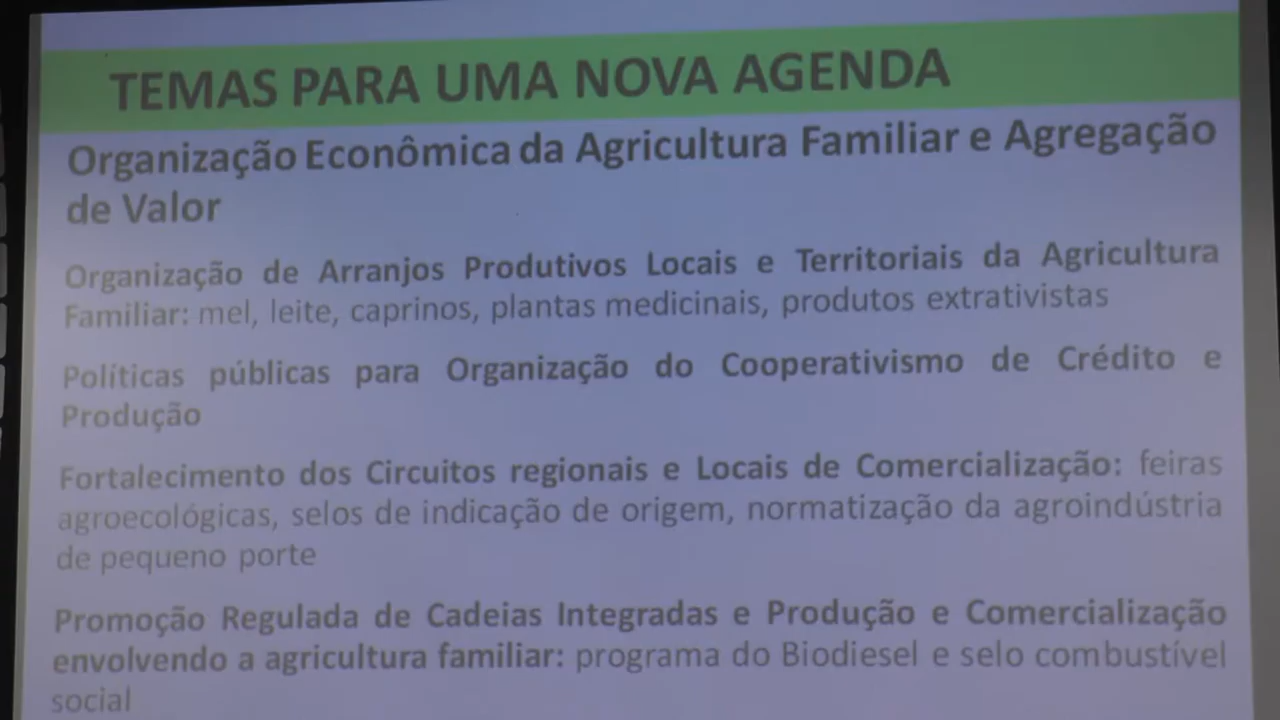 TEMAS PARA UMA NOVA AGENDA
Organização Econômica da Agricultura Familiar e Agregação
de Valor
Organização de Arranjos Produtivos Locais e Territoriais da Agricultura
Familiar: mel, leite, caprinos, plantas medicinais, produtos extrativistas
Políticas públicas para Organização do Cooperativismo de Crédito e
Produção
Fortalecimento dos Circuitos regionais e Locais de Comercialização: feiras
agroecológicas, selos de indicação de origem, normatização da agroindústria
de pequeno porte
Promoção Regulada de Cadeias Integradas e Produção e Comercialização
envolvendo a agricultura familiar: programa do Biodiesel e selo combustível
social